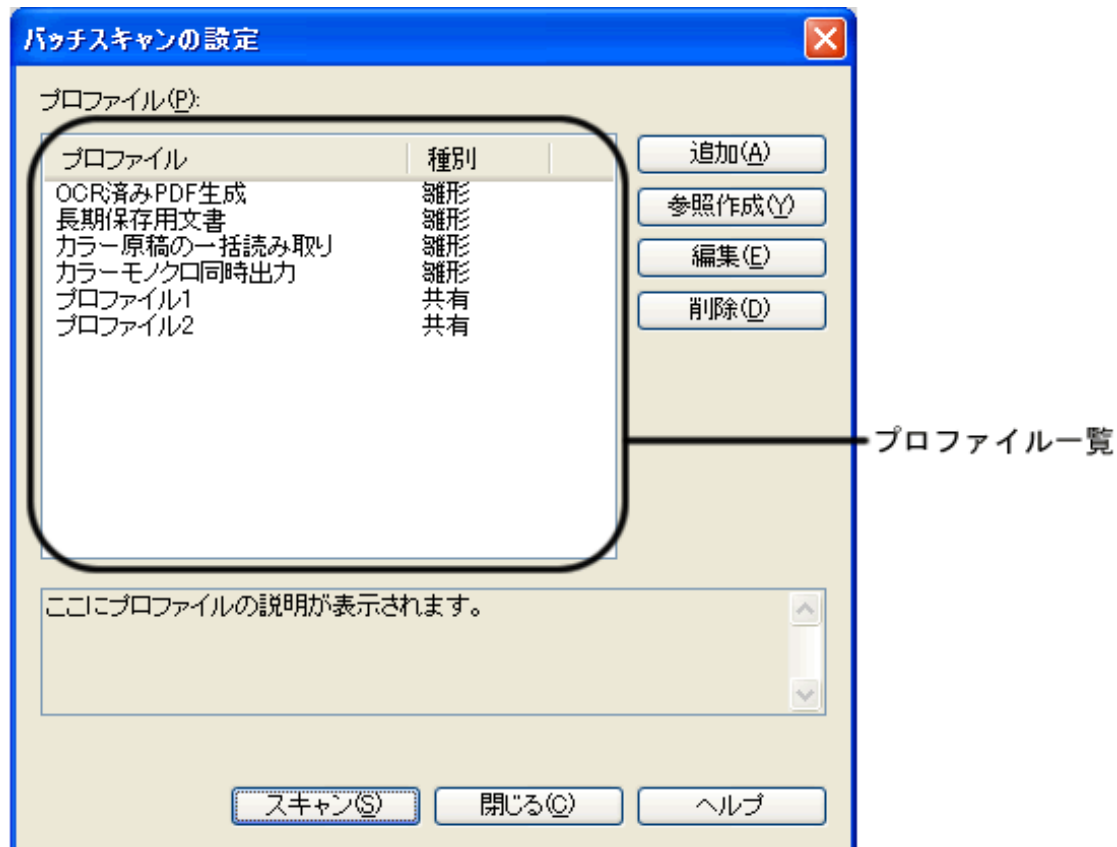 バッチスキャンの設定
プロファイル(P):
プロファイル 種別
OCR済みPDF生成 雛形
長期保存用文書 雛形
カラー原稿の一括読み取り 雛形
カラーモノクロ同時出力 雛形
プロファイル1 共有
プロファイル2 共有
追加(A)
参照作成(Y)
編集(E)
削除(D)
プロファイル一覧
ここにプロファイルの説明が表示されます。
スキャン(S) 閉じる(C) ヘルプ